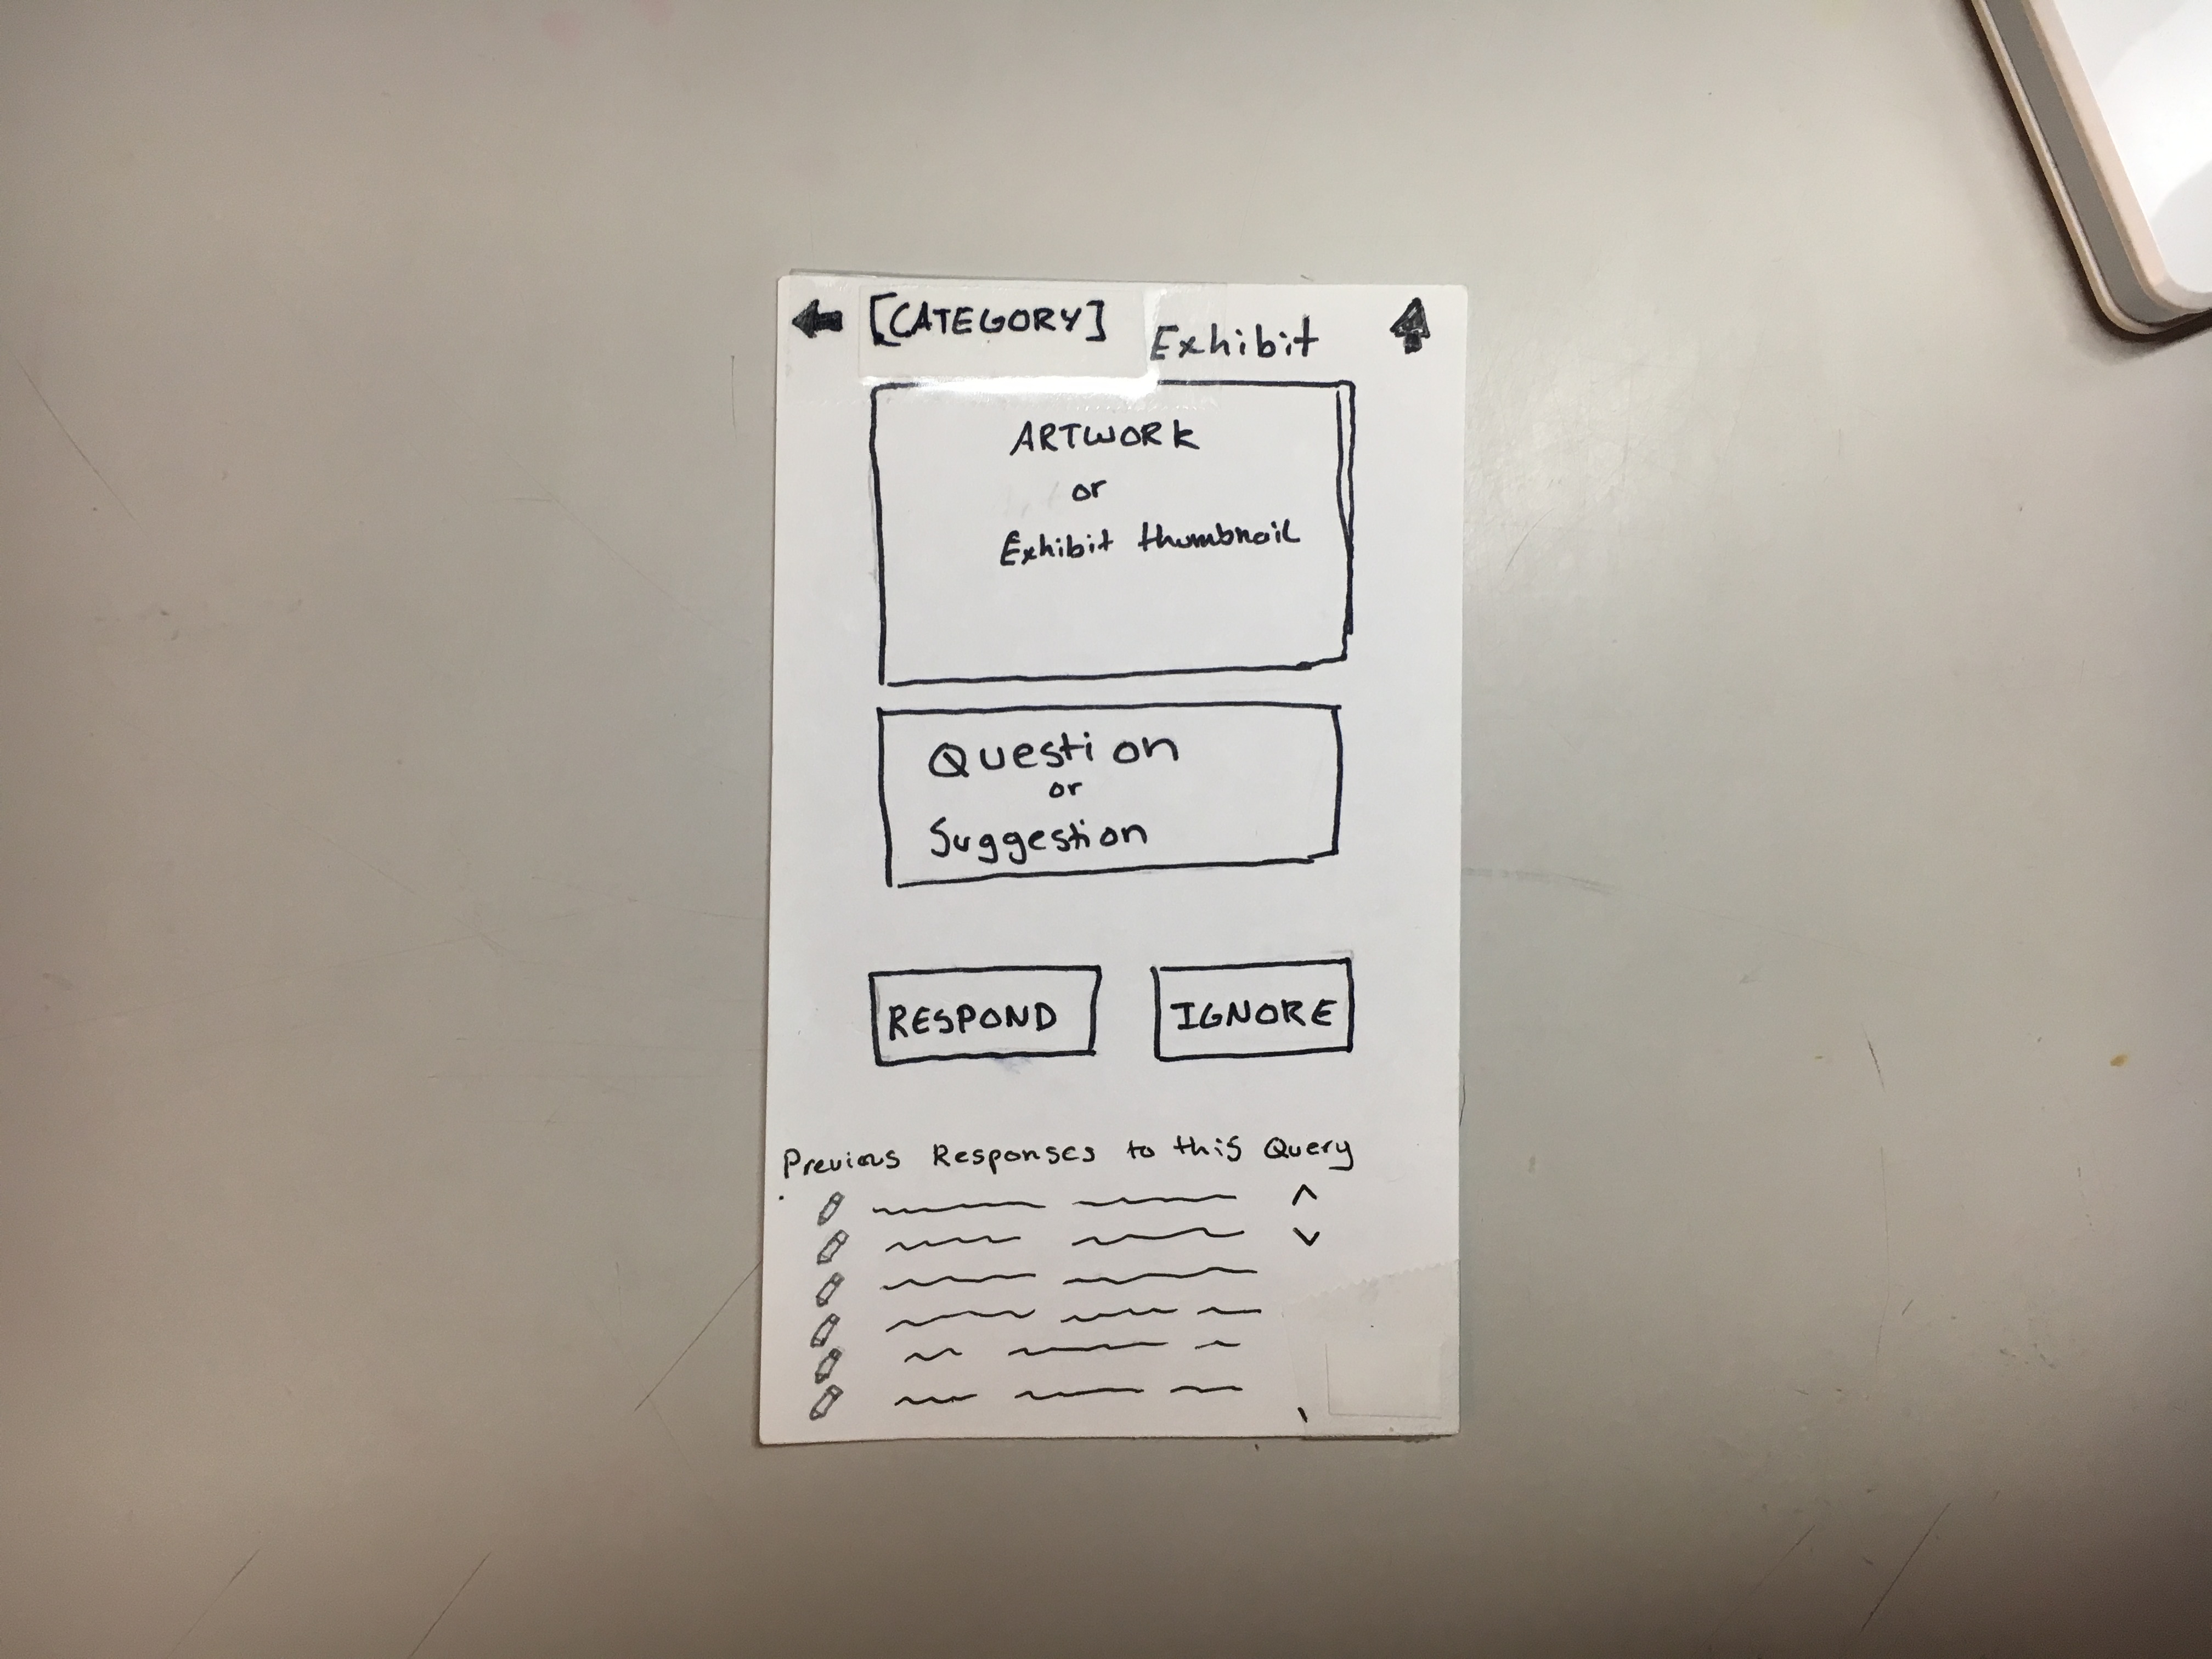 [CATEGORY] Exhibit
ARTWORK
or
Exhibit thumbnail
Question
or
Suggestion
RESPOND IGNORE
Previous Responses to this Query